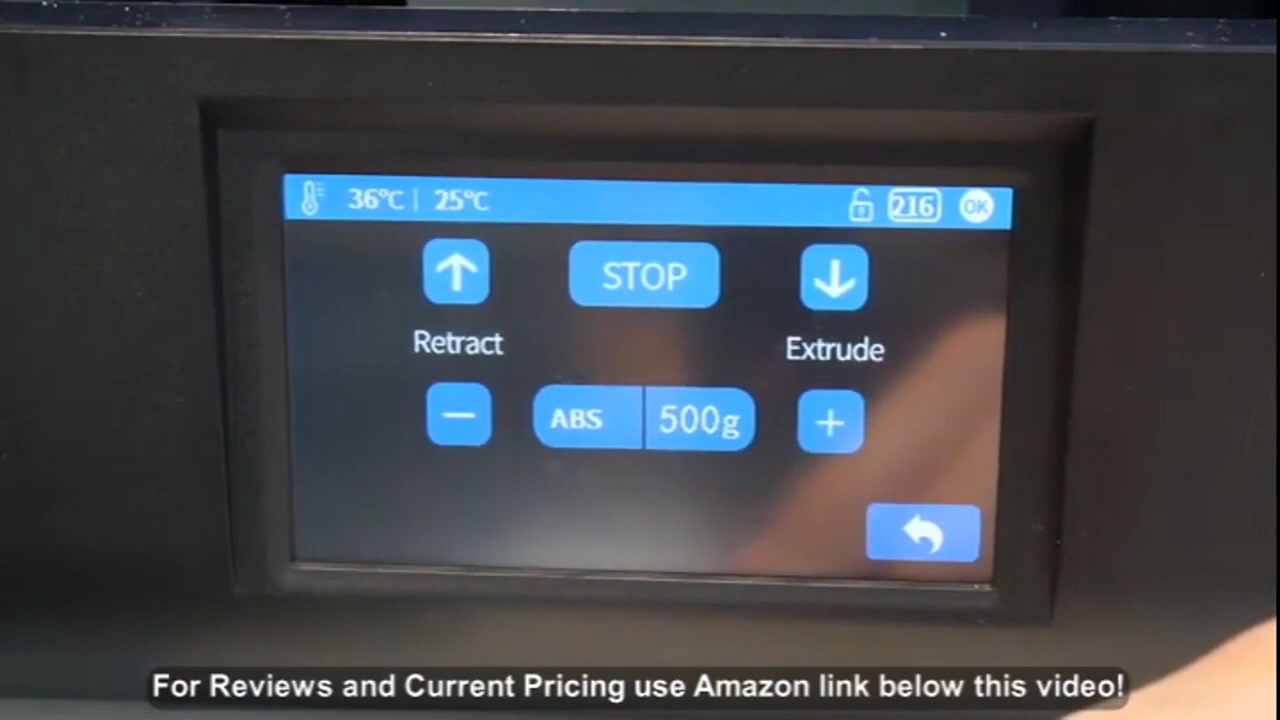 36℃ | 25℃ 216 OK
STOP
Retract Extrude
− ABS 500g +
For Reviews and Current Pricing use Amazon link below this video!